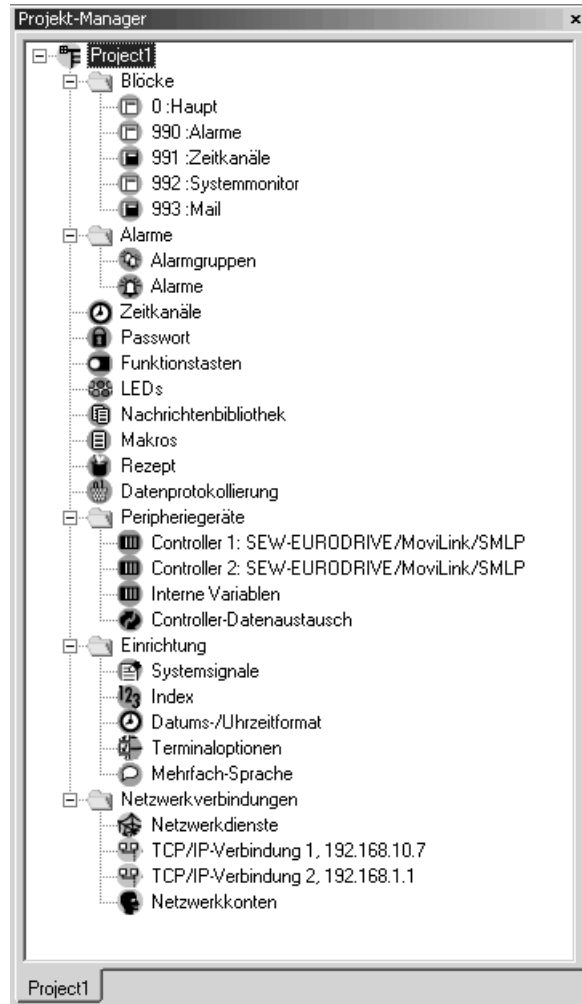 Projekt-Manager
Project1
Blöcke
0 :Haupt
990 :Alarme
991 :Zeitkanäle
992 :Systemmonitor
993 :Mail
Alarme
Alarmgruppen
Alarme
Zeitkanäle
Passwort
Funktionstasten
LEDs
Nachrichtenbibliothek
Makros
Rezept
Datenprotokollierung
Peripheriegeräte
Controller 1: SEW-EURODRIVE/MoviLink/SMLP
Controller 2: SEW-EURODRIVE/MoviLink/SMLP
Interne Variablen
Controller-Datenaustausch
Einrichtung
Systemsignale
Index
Datums-/Uhrzeitformat
Terminaloptionen
Mehrfach-Sprache
Netzwerkverbindungen
Netzwerkdienste
TCP/IP-Verbindung 1, 192.168.10.7
TCP/IP-Verbindung 2, 192.168.1.1
Netzwerkkonten
Project1